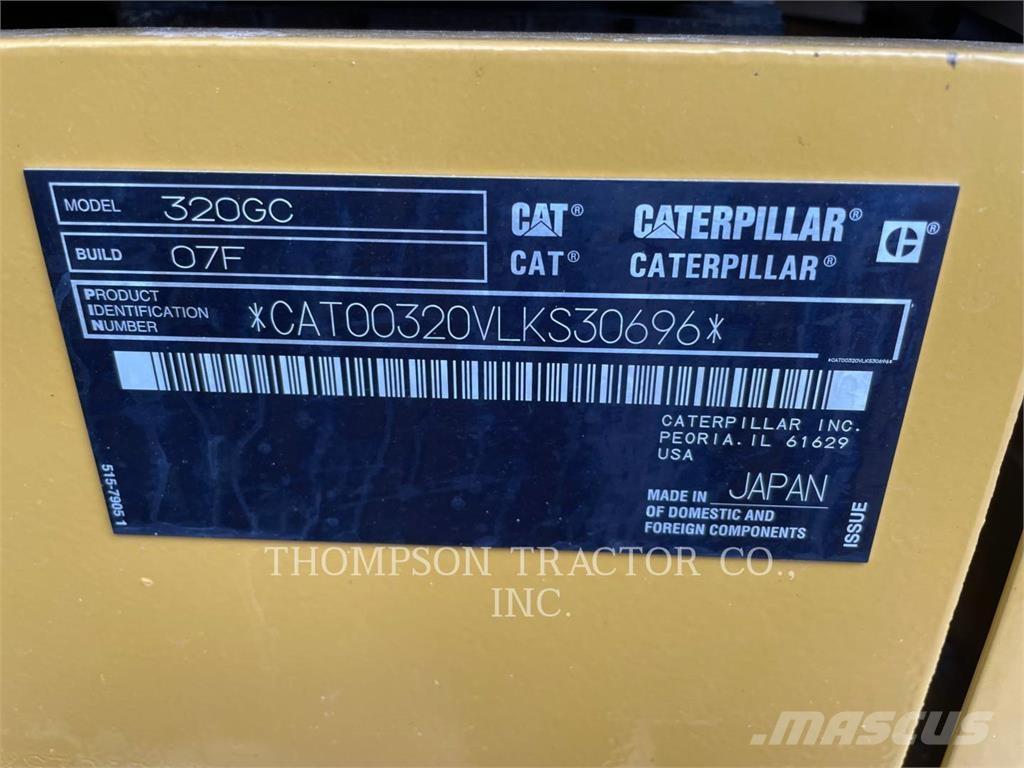 MODEL 320GC
BUILD 07F
CAT® CATERPILLAR®
CAT® CATERPILLAR®
C ®
PRODUCT
IDENTIFICATION
NUMBER
*CAT00320VLKS30696*
*CAT00320VLKS30696*
CATERPILLAR INC.
PEORIA. IL 61629
USA
MADE IN JAPAN
OF DOMESTIC AND
FOREIGN COMPONENTS
515-7905 1
ISSUE
THOMPSON TRACTOR CO.,
INC.
MASCUS